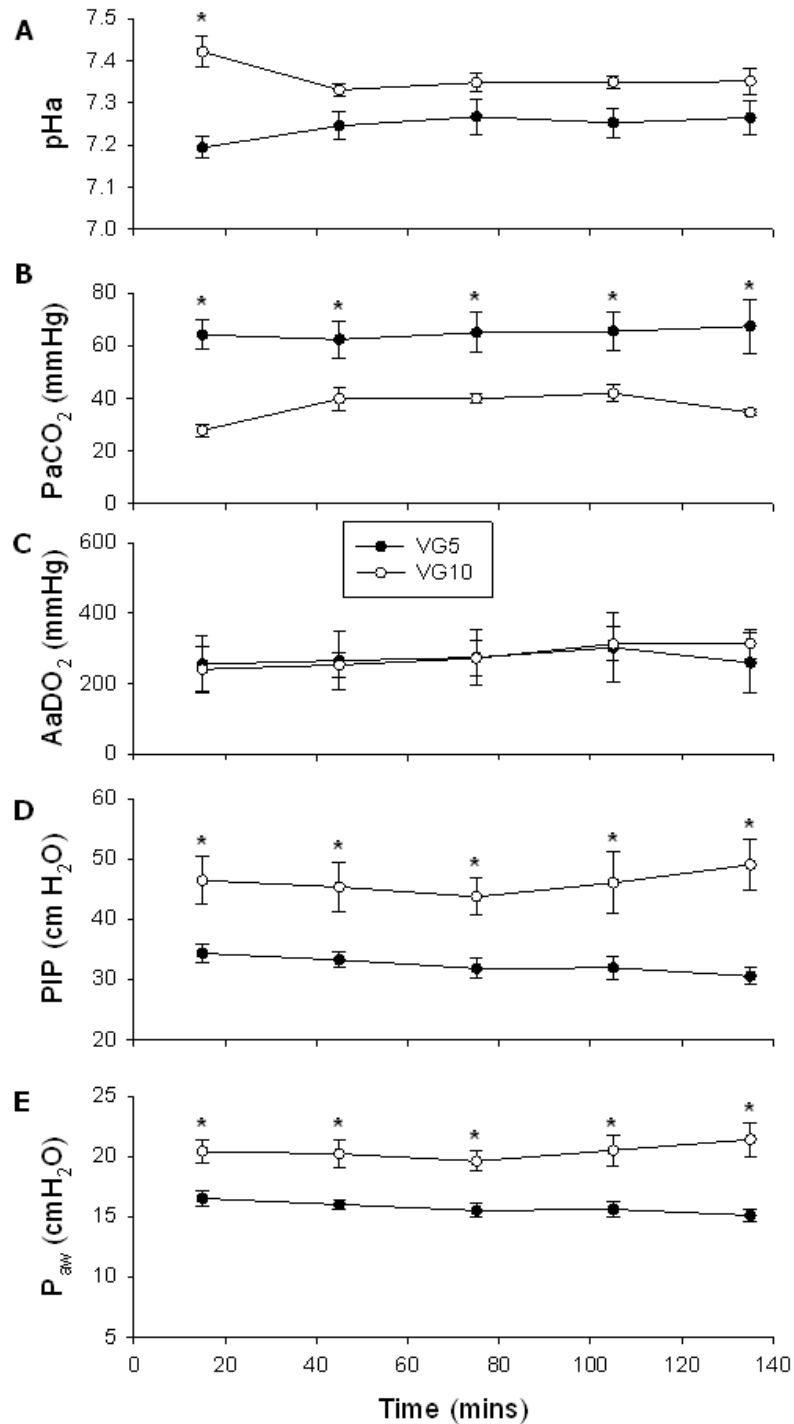 A
pHa
7.5
7.4
7.3
7.2
7.1
7.0
*
B
PaCO₂ (mmHg)
80
60
40
20
0
* * * * *
C
AaDO₂ (mmHg)
600
400
200
0
VG5
VG10
D
PIP (cm H₂O)
60
50
40
30
20
* * * * *
E
Paw (cmH₂O)
25
20
15
10
5
* * * * *
0 20 40 60 80 100 120 140
Time (mins)